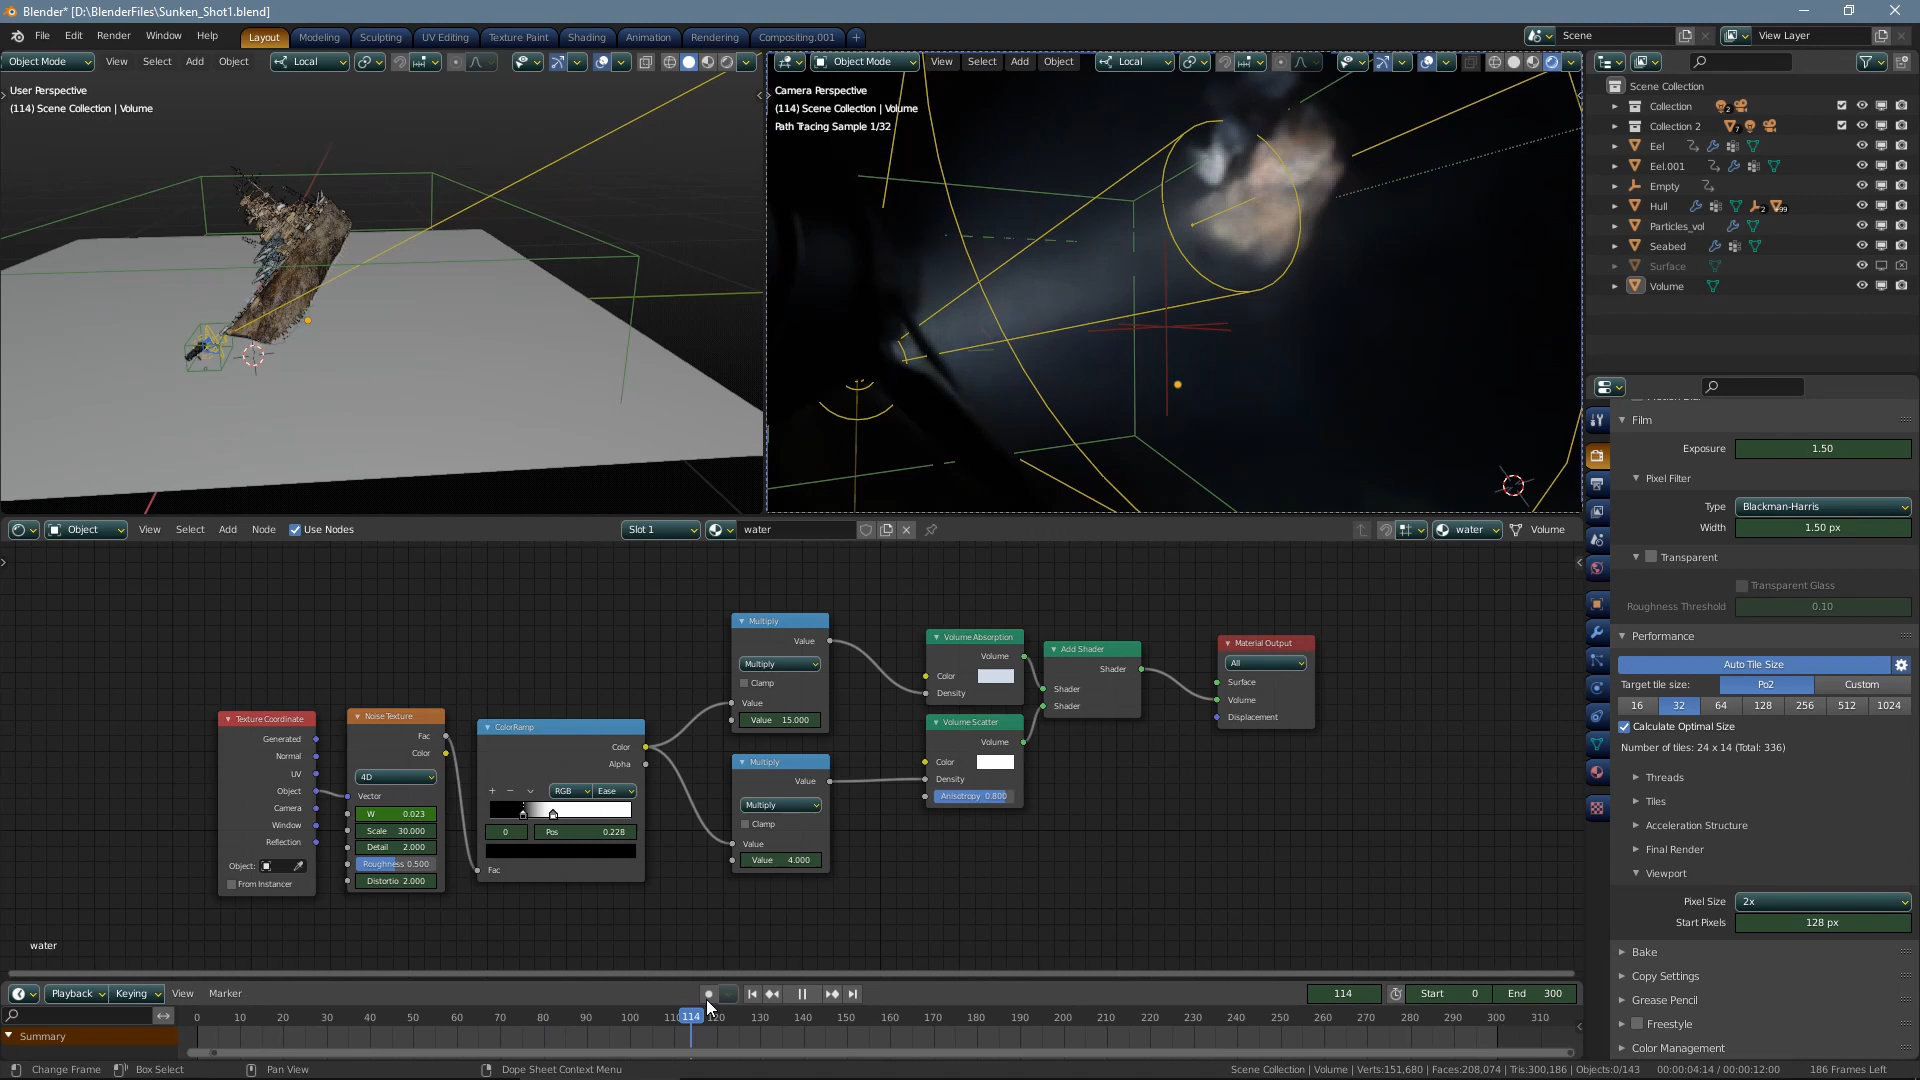 Blender* [D:\BlenderFiles\Sunken_Shot1.blend]
File Edit Render Window Help Layout Modeling Sculpting UV Editing Texture Paint Shading Animation Rendering Compositing.001 + Scene View Layer
Object Mode View Select Add Object Local
Object Mode View Select Add Object Local
User Perspective
(114) Scene Collection | Volume
Camera Perspective
(114) Scene Collection | Volume
Path Tracing Sample 1/32
Scene Collection
Collection 2
Collection 2 7
Eel
Eel.001
Empty
Hull 2 99
Particles_vol
Seabed
Surface
Volume
Film
Exposure 1.50
Pixel Filter
Type Blackman-Harris
Width 1.50 px
Transparent
Transparent Glass
Roughness Threshold 0.10
Performance
Auto Tile Size
Target tile size: Po2 Custom
16 32 64 128 256 512 1024
Calculate Optimal Size
Number of tiles: 24 x 14 (Total: 336)
Threads
Tiles
Acceleration Structure
Final Render
Viewport
Pixel Size 2x
Start Pixels 128 px
Bake
Copy Settings
Grease Pencil
Freestyle
Color Management
Object View Select Add Node Use Nodes Slot 1 water water Volume
Texture Coordinate
Generated
Normal
UV
Object
Camera
Window
Reflection
Object:
From Instancer
Noise Texture
Fac
Color
4D
Vector
W 0.023
Scale 30.000
Detail 2.000
Roughness 0.500
Distortio 2.000
ColorRamp
Color
Alpha
RGB Ease
0 Pos 0.228
Fac
Multiply
Value
Multiply
Clamp
Value
Value 15.000
Multiply
Value
Multiply
Clamp
Value
Value 4.000
Volume Absorption
Volume
Color
Density
Volume Scatter
Volume
Color
Density
Anisotropy 0.800
Add Shader
Shader
Shader
Shader
Material Output
All
Surface
Volume
Displacement
water
Playback Keying View Marker 114 Start 0 End 300
0 10 20 30 40 50 60 70 80 90 100 110 114 120 130 140 150 160 170 180 190 200 210 220 230 240 250 260 270 280 290 300 310
Summary
Change Frame Box Select Pan View Dope Sheet Context Menu Scene Collection | Volume | Verts:151,680 | Faces:208,074 | Tris:300,186 | Objects:0/143 00:00:04:14 / 00:00:12:00 186 Frames Left